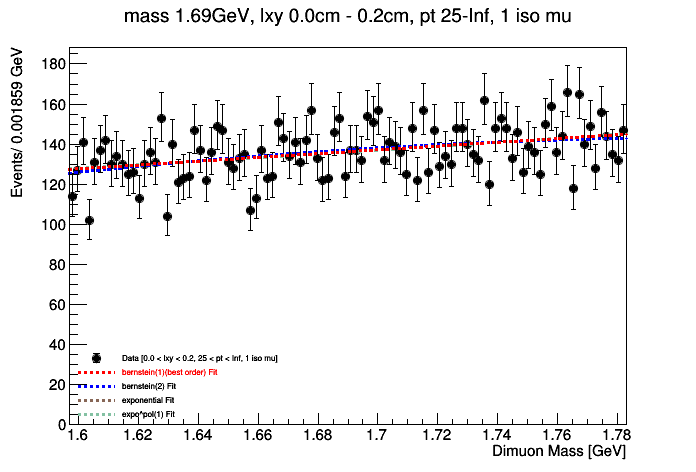 mass 1.69GeV, lxy 0.0cm - 0.2cm, pt 25-Inf, 1 iso mu
Events/ 0.001859 GeV
180
160
140
120
100
80
60
40
20
0
Data [0.0 < lxy < 0.2, 25 < pt < Inf, 1 iso mu]
bernstein(1)(best order) Fit
bernstein(2) Fit
exponential Fit
expo*pol(1) Fit
1.6 1.62 1.64 1.66 1.68 1.7 1.72 1.74 1.76 1.78
Dimuon Mass [GeV]